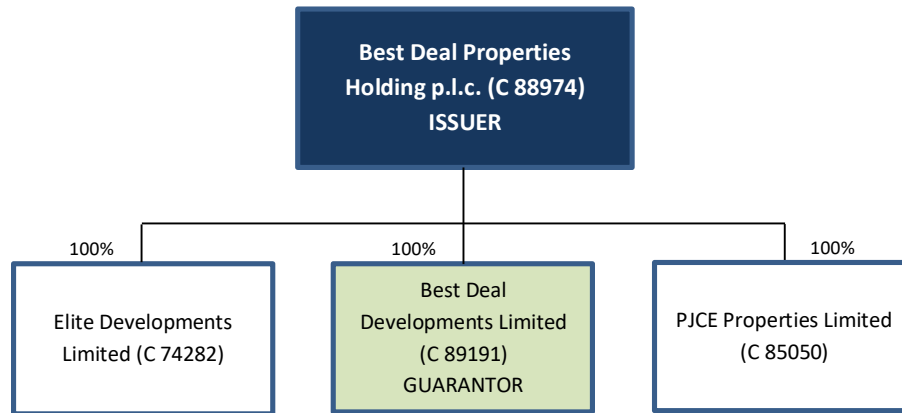 Best Deal Properties
Holding p.l.c. (C 88974)
ISSUER
100%
100%
100%
Elite Developments
Limited (C 74282)
Best Deal
Developments Limited
(C 89191)
GUARANTOR
PJCE Properties Limited
(C 85050)